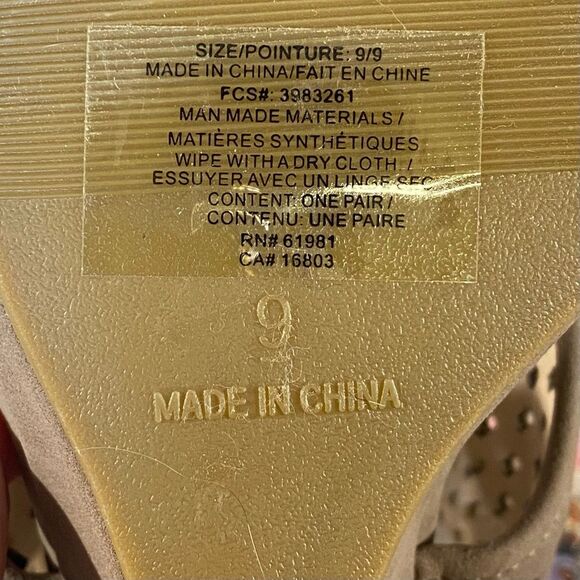 SIZE/POINTURE: 9/9
MADE IN CHINA/FAIT EN CHINE
FCS#: 3983261
MAN MADE MATERIALS /
MATIÈRES SYNTHÉTIQUES
WIPE WITH A DRY CLOTH /
ESSUYER AVEC UN LINGE SEC
CONTENT: ONE PAIR /
CONTENU: UNE PAIRE
RN# 61981
CA# 16803
9
MADE IN CHINA